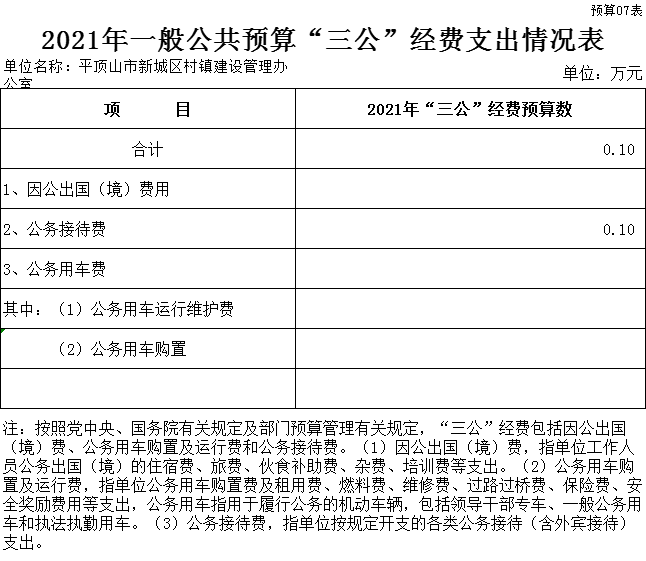 预算07表
2021年一般公共预算“三公”经费支出情况表
单位名称：平顶山市新城区村镇建设管理办
公室
单位：万元
项 目
2021年“三公”经费预算数
合计
0.10
1、因公出国（境）费用
2、公务接待费
0.10
3、公务用车费
其中：（1）公务用车运行维护费
（2）公务用车购置
注：按照党中央、国务院有关规定及部门预算管理有关规定，“三公”经费包括因公出国
（境）费、公务用车购置及运行费和公务接待费。（1）因公出国（境）费，指单位工作人
员公务出国（境）的住宿费、旅费、伙食补助费、杂费、培训费等支出。（2）公务用车购
置及运行费，指单位公务用车购置费及租用费、燃料费、维修费、过路过桥费、保险费、安
全奖励费用等支出，公务用车指用于履行公务的机动车辆，包括领导干部专车、一般公务用
车和执法执勤用车。（3）公务接待费，指单位按规定开支的各类公务接待（含外宾接待）
支出。